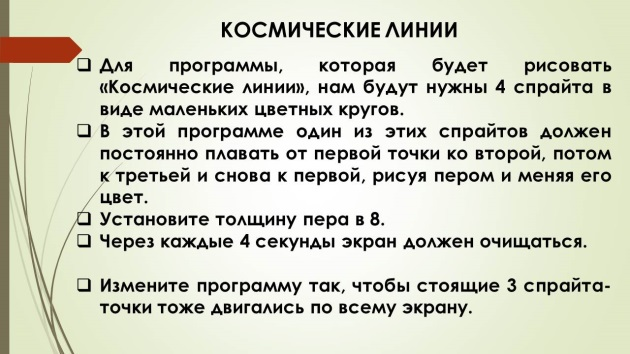 КОСМИЧЕСКИЕ ЛИНИИ
Для программы, которая будет рисовать
«Космические линии», нам будут нужны 4 спрайта в
виде маленьких цветных кругов.
В этой программе один из этих спрайтов должен
постоянно плавать от первой точки ко второй, потом
к третьей и снова к первой, рисуя пером и меняя его
цвет.
Установите толщину пера в 8.
Через каждые 4 секунды экран должен очищаться.
Измените программу так, чтобы стоящие 3 спрайта-
точки тоже двигались по всему экрану.